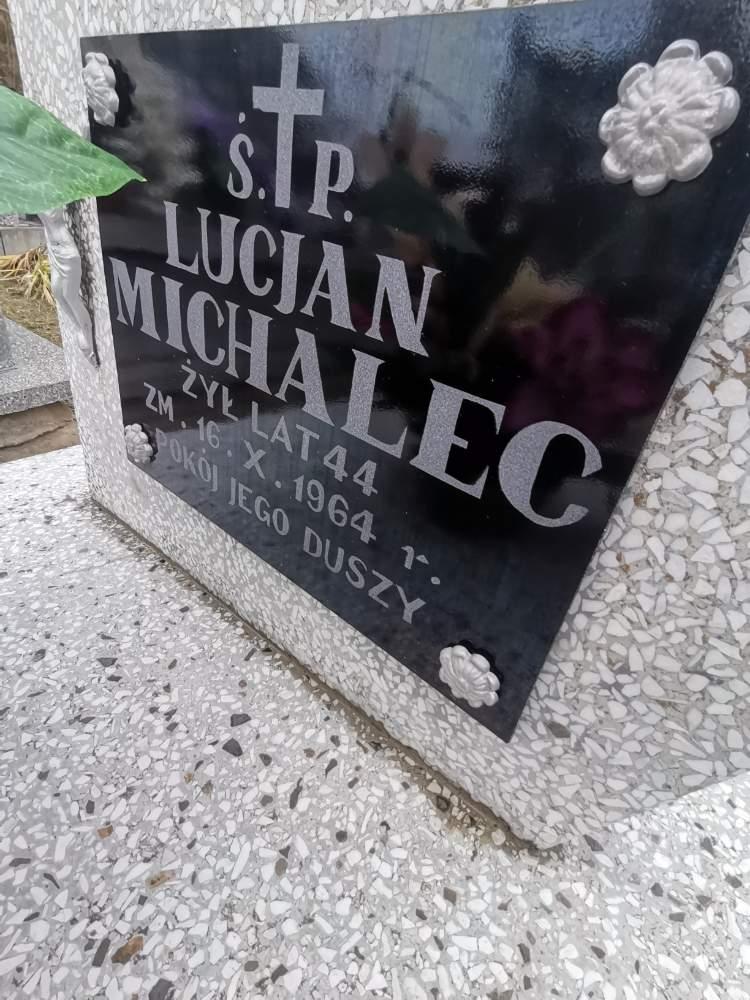 Ś. P.
LUCJAN
MICHALEC
ŻYŁ LAT 44
ZM. 16. X. 1964 r.
POKÓJ JEGO DUSZY